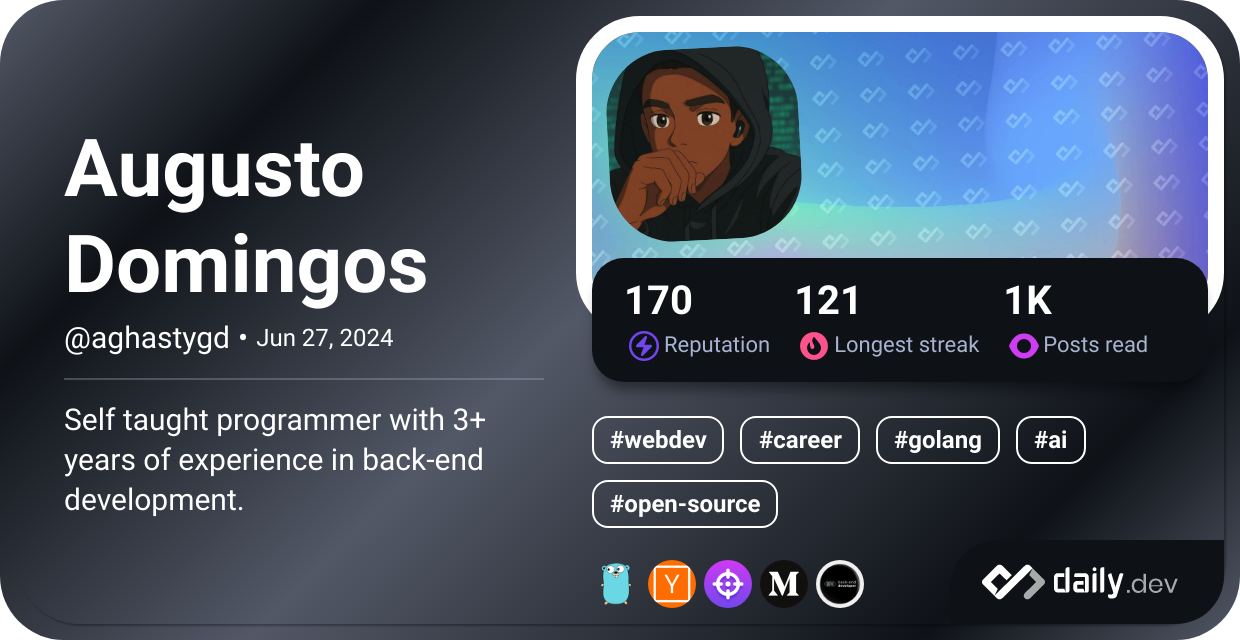 Augusto
Domingos
@aghastygd • Jun 27, 2024
Self taught programmer with 3+
years of experience in back-end
development.
170 121 1K
Reputation Longest streak Posts read
#webdev #career #golang #ai
#open-source
Y M
daily.dev